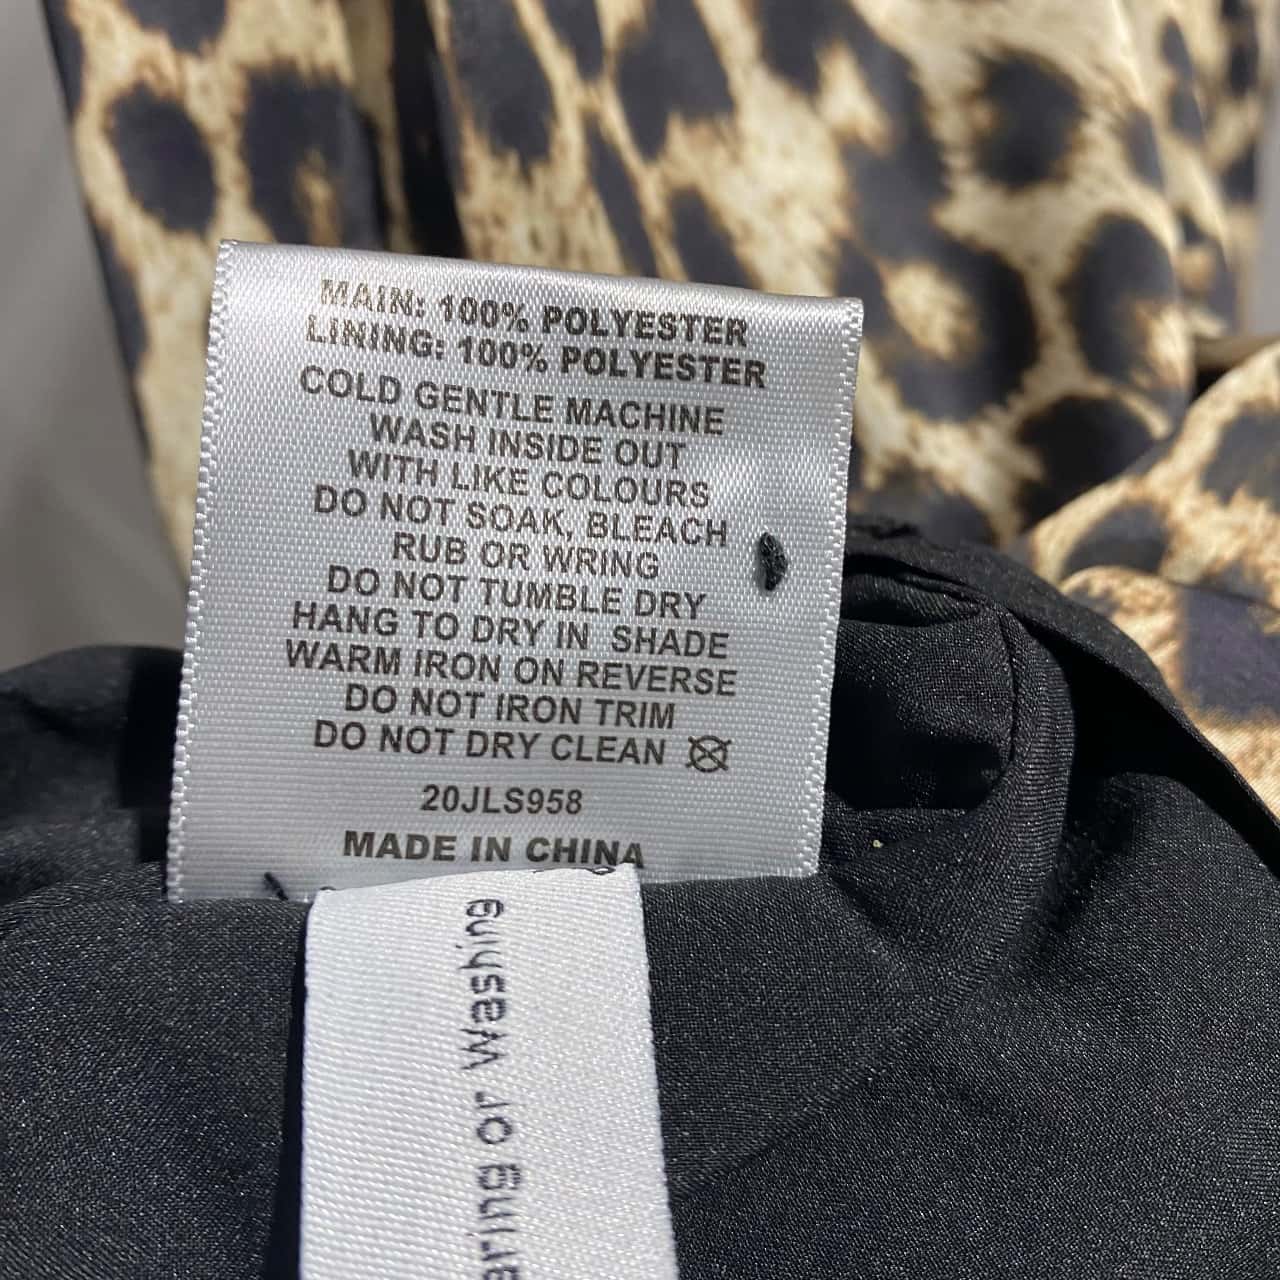 MAIN: 100% POLYESTER
LINING: 100% POLYESTER
COLD GENTLE MACHINE
WASH INSIDE OUT
WITH LIKE COLOURS
DO NOT SOAK, BLEACH
RUB OR WRING
DO NOT TUMBLE DRY
HANG TO DRY IN SHADE
WARM IRON ON REVERSE
DO NOT IRON TRIM
DO NOT DRY CLEAN
20JLS958
MADE IN CHINA
aring or Washing